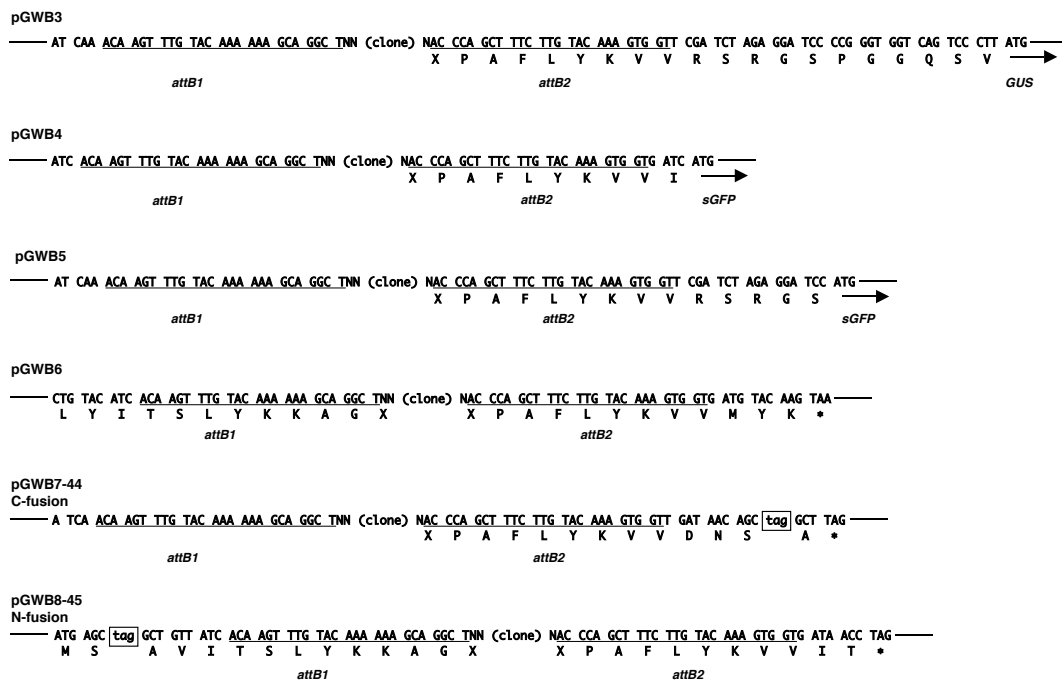 pGWB3
AT CAA ACA AGT TTG TAC AAA AAA GCA GGC TNN (clone) NAC CCA GCT TTC TTG TAC AAA GTG GTT CGA TCT AGA GGA TCC CCG GGT GGT CAG TCC CTT ATG
X P A F L Y K V V R S R G S P G G Q S V
attB1 attB2 GUS
pGWB4
ATC ACA AGT TTG TAC AAA AAA GCA GGC TNN (clone) NAC CCA GCT TTC TTG TAC AAA GTG GTG ATC ATG
X P A F L Y K V V I
attB1 attB2 sGFP
pGWB5
AT CAA ACA AGT TTG TAC AAA AAA GCA GGC TNN (clone) NAC CCA GCT TTC TTG TAC AAA GTG GTT CGA TCT AGA GGA TCC ATG
X P A F L Y K V V R S R G S
attB1 attB2 sGFP
pGWB6
CTG TAC ATC ACA AGT TTG TAC AAA AAA GCA GGC TNN (clone) NAC CCA GCT TTC TTG TAC AAA GTG GTG ATG TAC AAG TAA
L Y I T S L Y K K A G X X P A F L Y K V V M Y K *
attB1 attB2
pGWB7-44
C-fusion
A TCA ACA AGT TTG TAC AAA AAA GCA GGC TNN (clone) NAC CCA GCT TTC TTG TAC AAA GTG GTT GAT AAC AGC tag GCT TAG
X P A F L Y K V V D N S A *
attB1 attB2
pGWB8-45
N-fusion
ATG AGC tag GCT GTT ATC ACA AGT TTG TAC AAA AAA GCA GGC TNN (clone) NAC CCA GCT TTC TTG TAC AAA GTG GTG ATA ACC TAG
M S A V I T S L Y K K A G X X P A F L Y K V V I T *
attB1 attB2